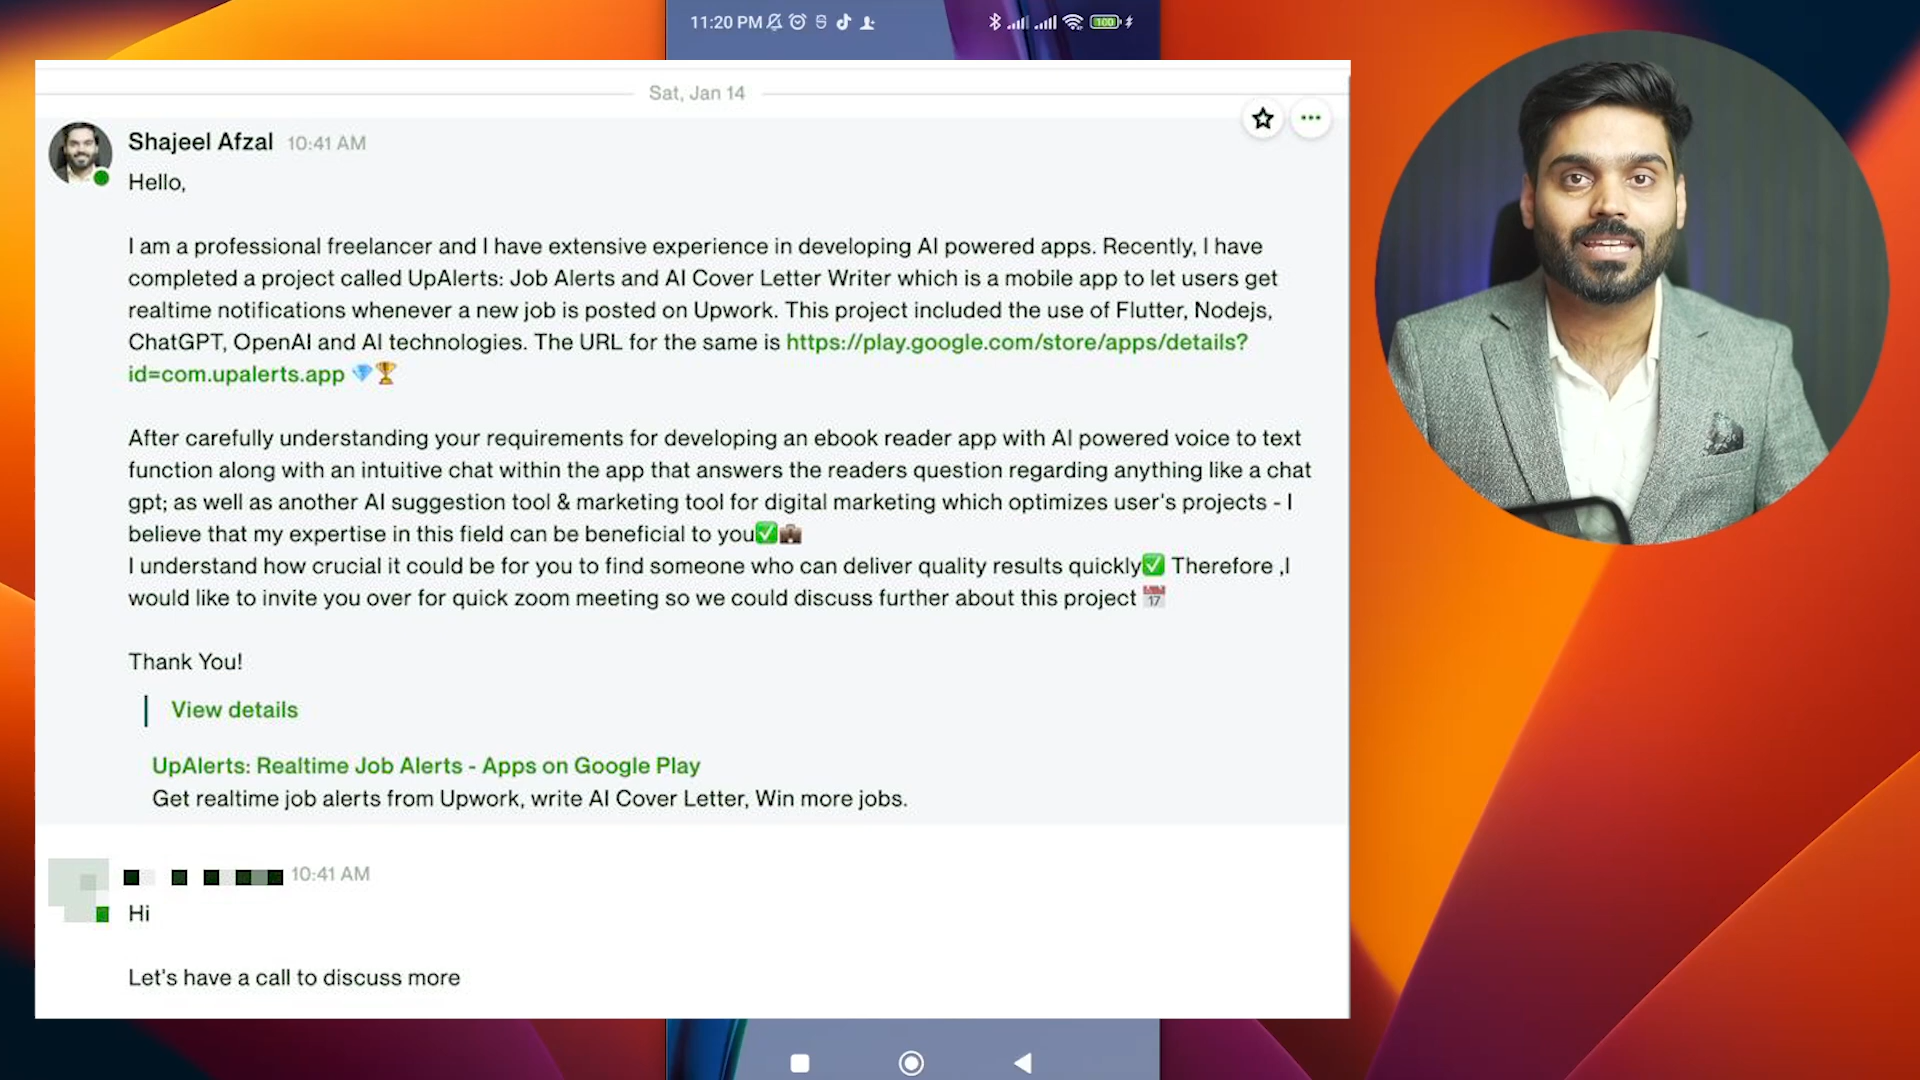 11:20 PM
100
Sat, Jan 14
Shajeel Afzal 10:41 AM
Hello,
I am a professional freelancer and I have extensive experience in developing AI powered apps. Recently, I have
completed a project called UpAlerts: Job Alerts and AI Cover Letter Writer which is a mobile app to let users get
realtime notifications whenever a new job is posted on Upwork. This project included the use of Flutter, Nodejs,
ChatGPT, OpenAI and AI technologies. The URL for the same is https://play.google.com/store/apps/details?
id=com.upalerts.app 💎🏆
After carefully understanding your requirements for developing an ebook reader app with AI powered voice to text
function along with an intuitive chat within the app that answers the readers question regarding anything like a chat
gpt; as well as another AI suggestion tool & marketing tool for digital marketing which optimizes user's projects - I
believe that my expertise in this field can be beneficial to you✅💼
I understand how crucial it could be for you to find someone who can deliver quality results quickly✅ Therefore ,I
would like to invite you over for quick zoom meeting so we could discuss further about this project 📅
Thank You!
View details
UpAlerts: Realtime Job Alerts - Apps on Google Play
Get realtime job alerts from Upwork, write AI Cover Letter, Win more jobs.
10:41 AM
Hi
Let's have a call to discuss more